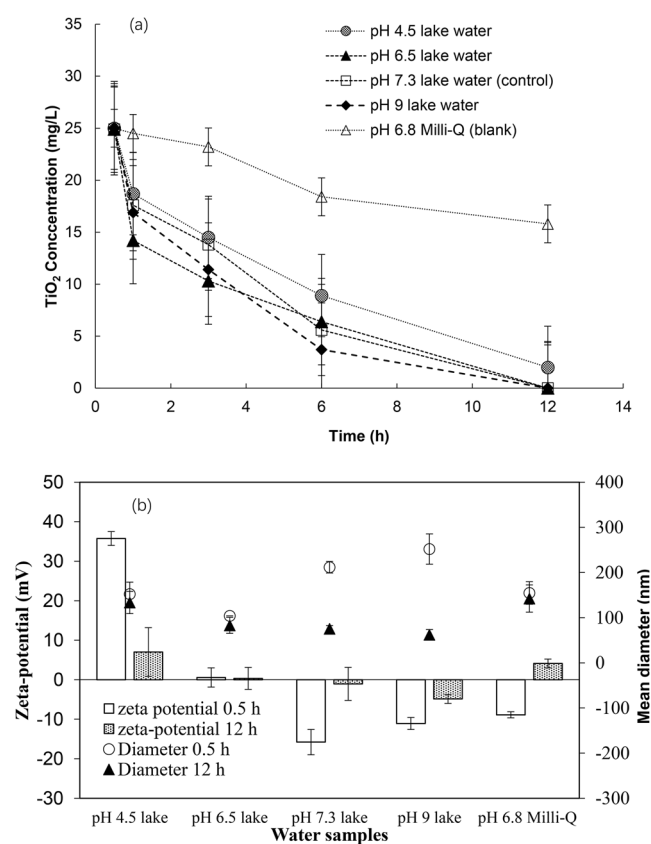 (a)
35
30
25
20
15
10
5
0
TiO₂ Conccentration (mg/L)
pH 4.5 lake water
pH 6.5 lake water
pH 7.3 lake water (control)
pH 9 lake water
pH 6.8 Milli-Q (blank)
0 2 4 6 8 10 12 14
Time (h)
(b)
50
40
30
20
10
0
-10
-20
-30
Zeta-potential (mV)
400
300
200
100
0
-100
-200
-300
Mean diameter (nm)
zeta potential 0.5 h
zeta-potential 12 h
Diameter 0.5 h
Diameter 12 h
pH 4.5 lake pH 6.5 lake pH 7.3 lake pH 9 lake pH 6.8 Milli-Q
Water samples